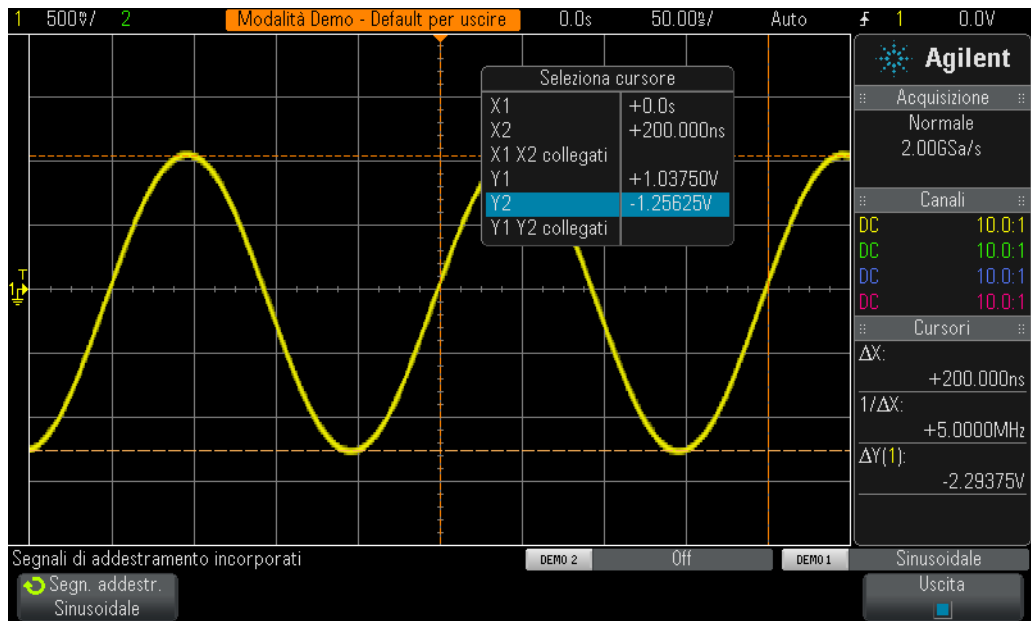 1 500♥/ 2 Modalità Demo - Default per uscire 0.0s 50.00♥/ Auto 1 0.0V
Agilent
Seleziona cursore
X1 +0.0s
X2 +200.000ns
X1 X2 collegati
Y1 +1.03750V
Y2 -1.25625V
Y1 Y2 collegati
T
1
Acquisizione
Normale
2.00GSa/s
Canali
DC 10.0:1
DC 10.0:1
DC 10.0:1
DC 10.0:1
Cursori
ΔX:
+200.000ns
1/ΔX:
+5.0000MHz
ΔY(1):
-2.29375V
Segnali di addestramento incorporati DEMO 2 Off DEMO 1 Sinusoidale
Segn. addestr.
Sinusoidale
Uscita